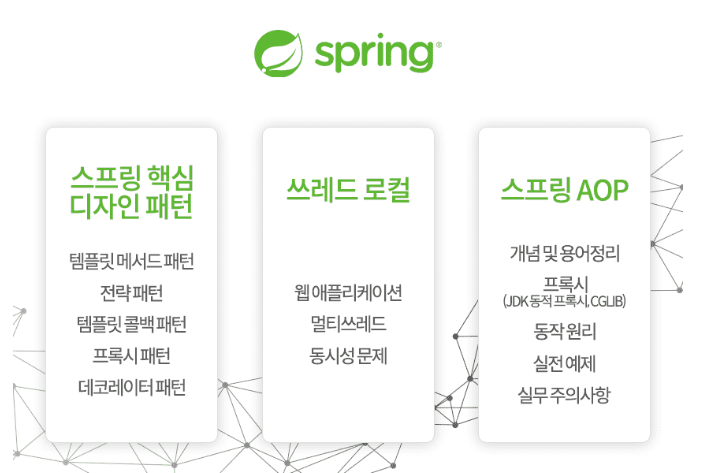 spring®
스프링 핵심
디자인 패턴
템플릿 메서드 패턴
전략 패턴
템플릿 콜백 패턴
프록시 패턴
데코레이터 패턴
쓰레드 로컬
웹 애플리케이션
멀티쓰레드
동시성 문제
스프링 AOP
개념 및 용어정리
프록시
(JDK 동적 프록시, CGLIB)
동작 원리
실전 예제
실무 주의사항